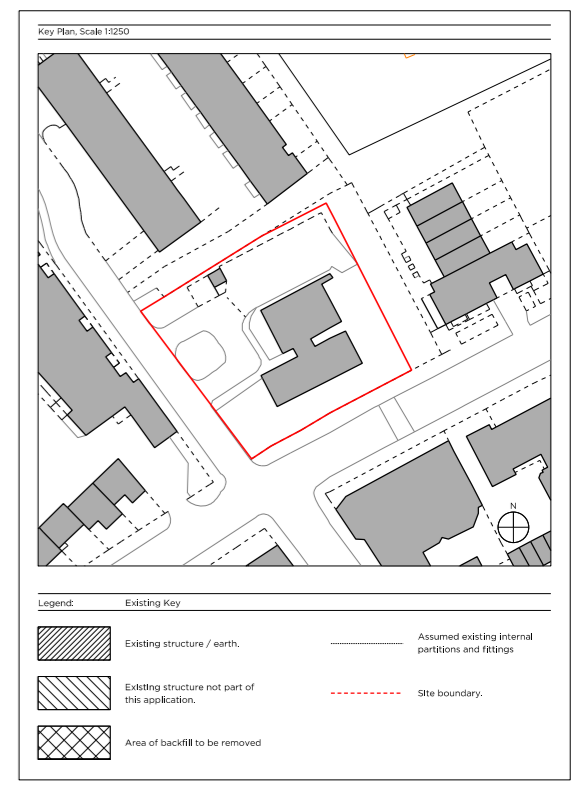 Key Plan, Scale 1:1250
N
Legend:
Existing Key
Existing structure / earth.
Assumed existing internal
partitions and fittings
Existing structure not part of
this application.
Site boundary.
Area of backfill to be removed